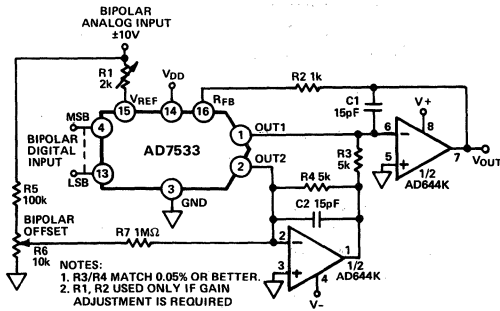 BIPOLAR
ANALOG INPUT
±10V
R1
2k
VREF
VDD
RFB
R2 1k
C1
15pF
V+
15
14
16
MSB
4
BIPOLAR
DIGITAL
INPUT
AD7533
1
OUT1
2
OUT2
6
8
5
7
VOUT
1/2
AD644K
R3
5k
LSB
13
3
GND
R4 5k
C2 15pF
R5
100k
BIPOLAR
OFFSET
R6
10k
R7 1MΩ
2
3
1
4
1/2
AD644K
V–
NOTES:
1. R3/R4 MATCH 0.05% OR BETTER.
2. R1, R2 USED ONLY IF GAIN
ADJUSTMENT IS REQUIRED